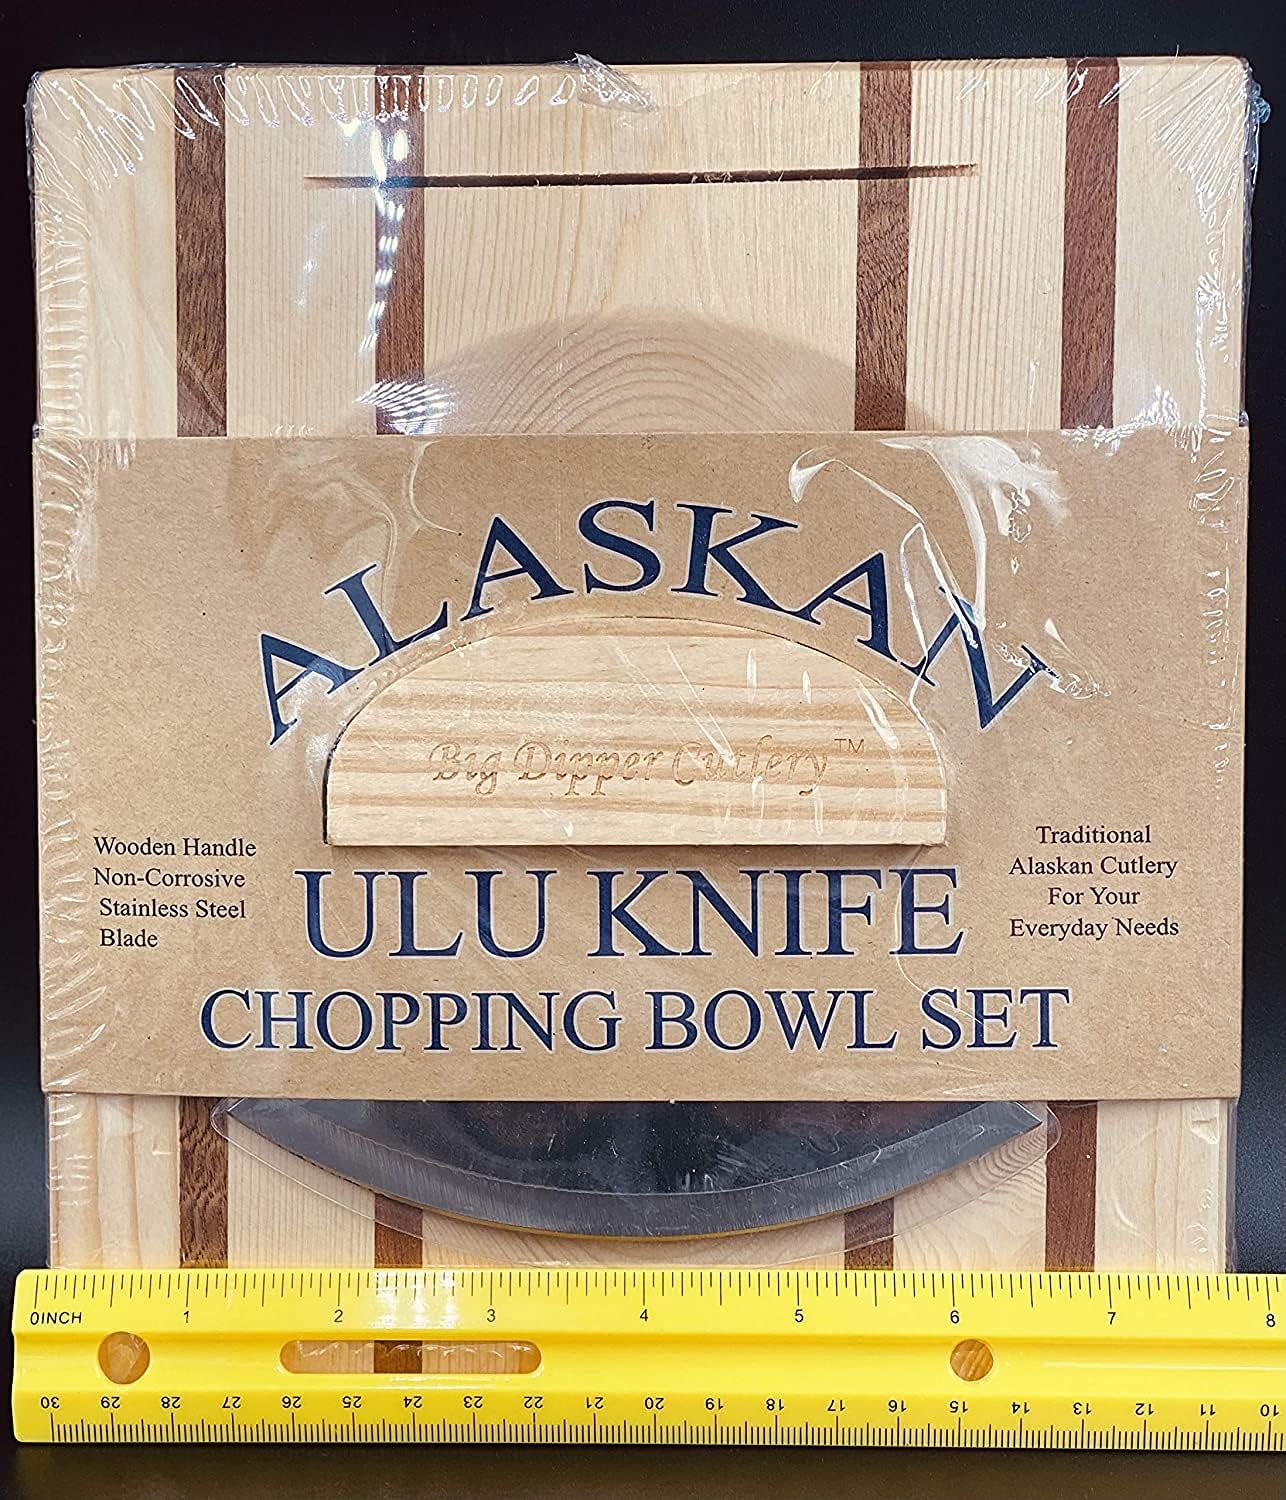 ALASKAN
Big Dipper Cutlery™
Wooden Handle
Non-Corrosive
Stainless Steel
Blade
Traditional
Alaskan Cutlery
For Your
Everyday Needs
ULU KNIFE
CHOPPING BOWL SET
0INCH 1 2 3 4 5 6 7 8
30 29 28 27 26 25 24 23 22 21 20 19 18 17 16 15 14 13 12 11 10